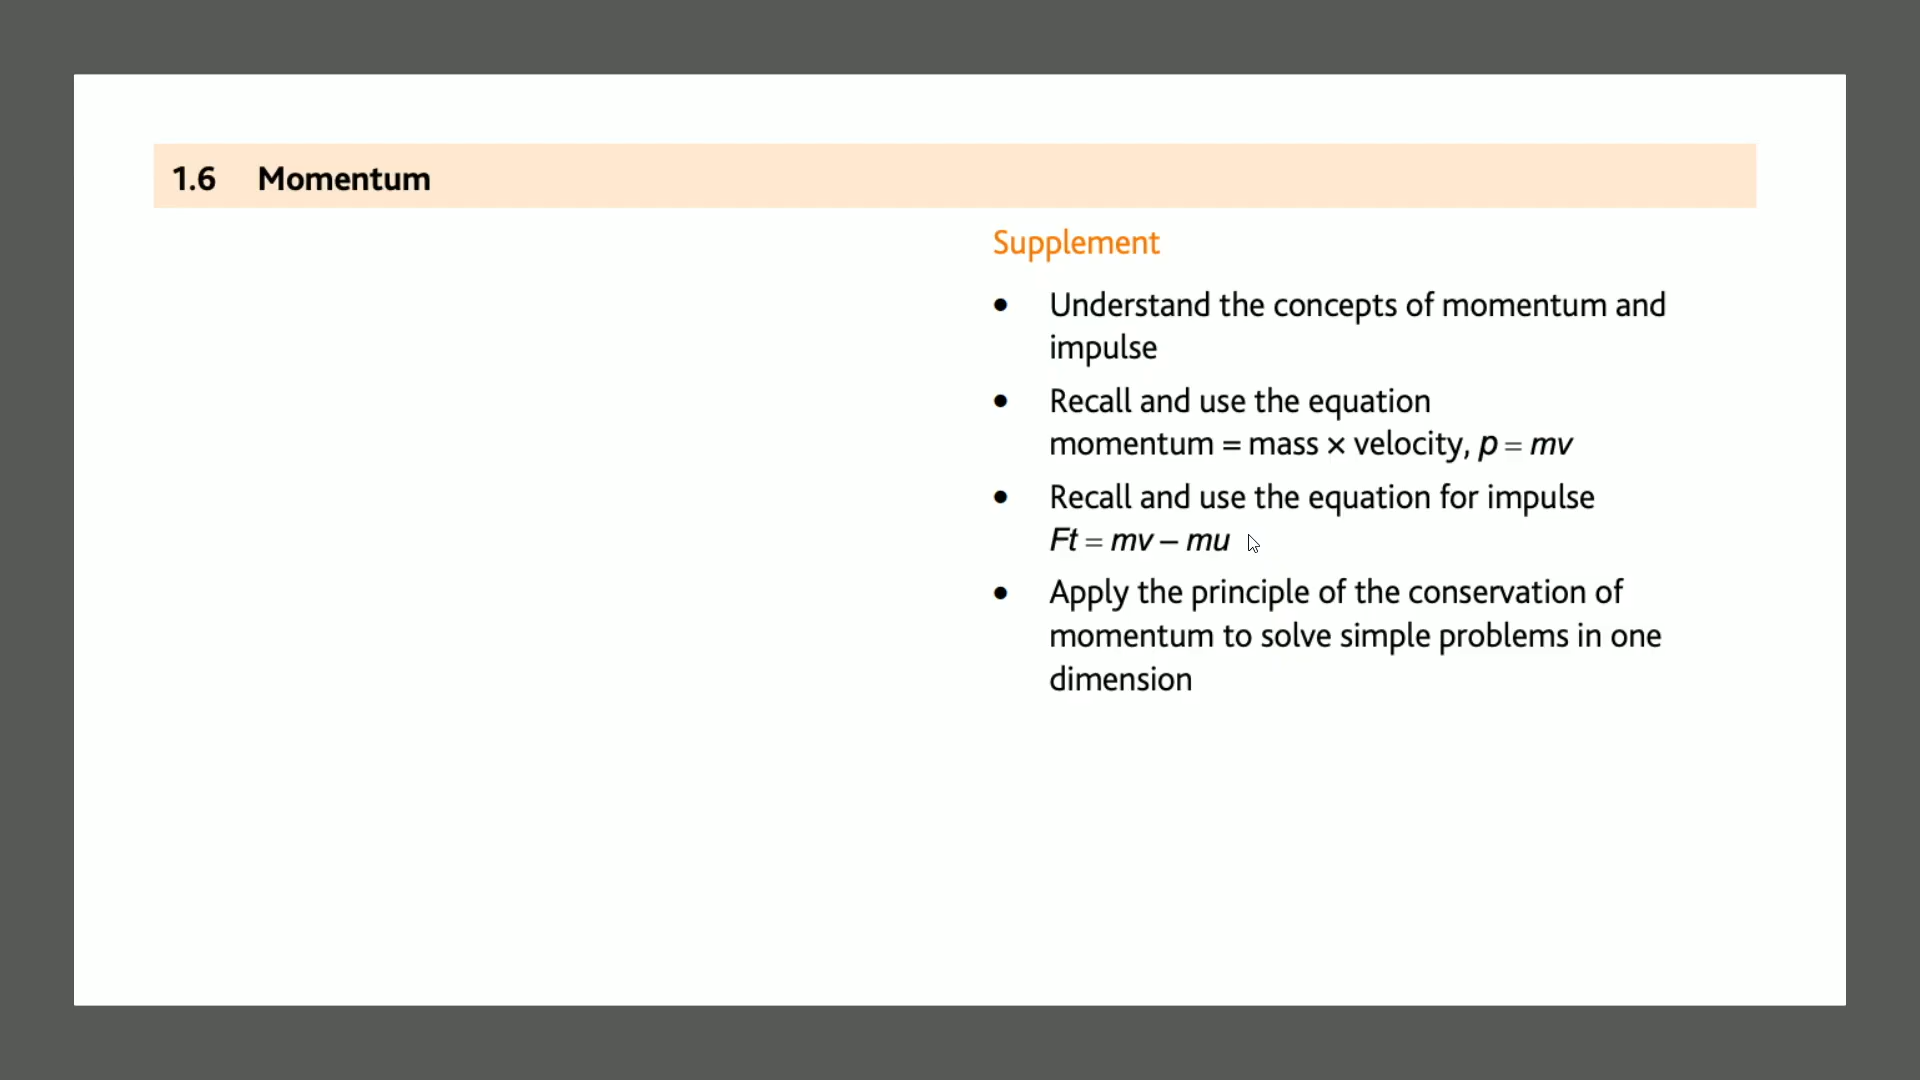 1.6 Momentum
Supplement
• Understand the concepts of momentum and
impulse
• Recall and use the equation
momentum = mass × velocity, p = mv
• Recall and use the equation for impulse
Ft = mv – mu
• Apply the principle of the conservation of
momentum to solve simple problems in one
dimension